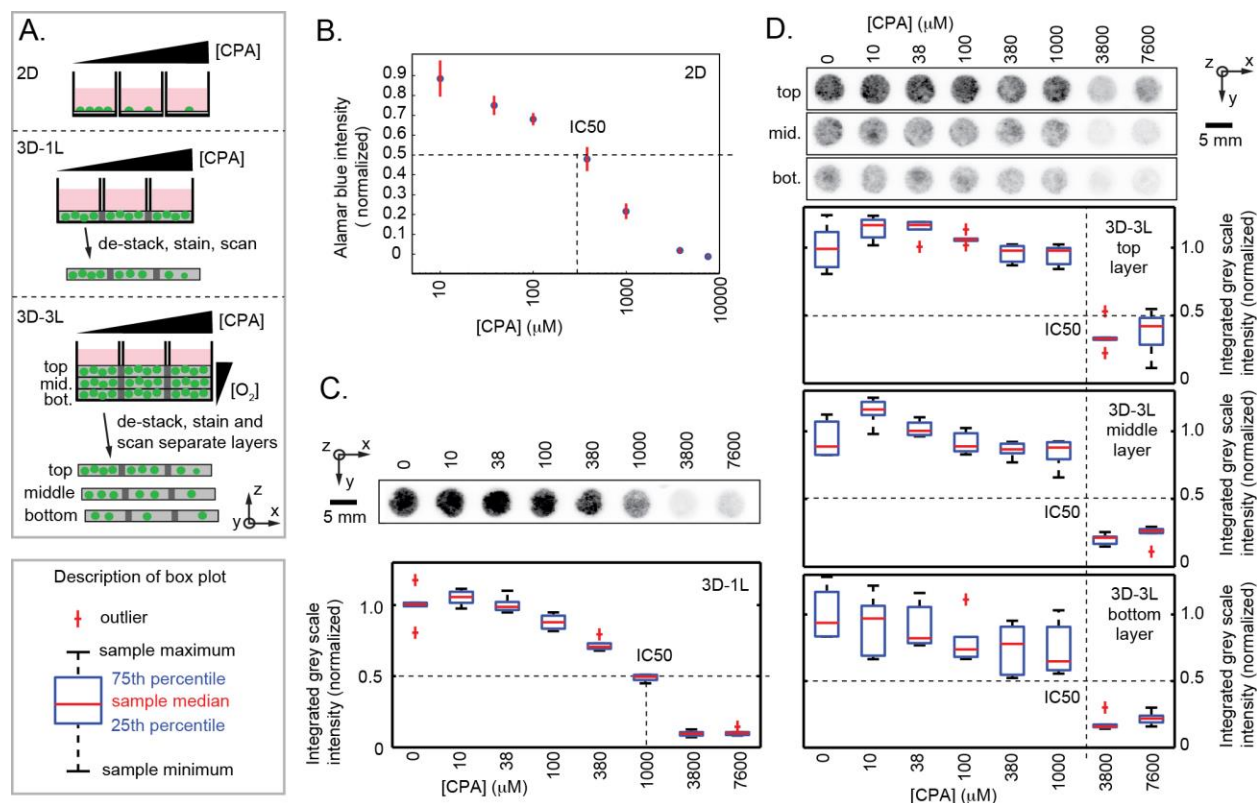 A.
[CPA]
2D
3D-1L
[CPA]
de-stack, stain, scan
3D-3L
[CPA]
top
mid.
bot.
[O2]
de-stack, stain and
scan separate layers
top
middle
bottom
z
y
x
Description of box plot
outlier
sample maximum
75th percentile
sample median
25th percentile
sample minimum
B.
2D
0.9
0.8
0.7
0.6
0.5
0.4
0.3
0.2
0.1
0
IC50
Alamar blue intensity
( normalized)
10
100
1000
10000
[CPA] (μM)
C.
z
x
y
5 mm
0
10
38
100
380
1000
3800
7600
3D-1L
1.0
0.5
0
IC50
Integrated grey scale
intensity (normalized)
0
10
38
100
380
1000
3800
7600
[CPA] (μM)
D.
[CPA] (μM)
0
10
38
100
380
1000
3800
7600
top
mid.
bot.
z
x
y
5 mm
3D-3L
top
layer
IC50
1.0
0.5
0
Integrated grey scale
intensity (normalized)
3D-3L
middle
layer
IC50
1.0
0.5
0
Integrated grey scale
intensity (normalized)
3D-3L
bottom
layer
IC50
1.0
0.5
0
Integrated grey scale
intensity (normalized)
0
10
38
100
380
1000
3800
7600
[CPA] (μM)